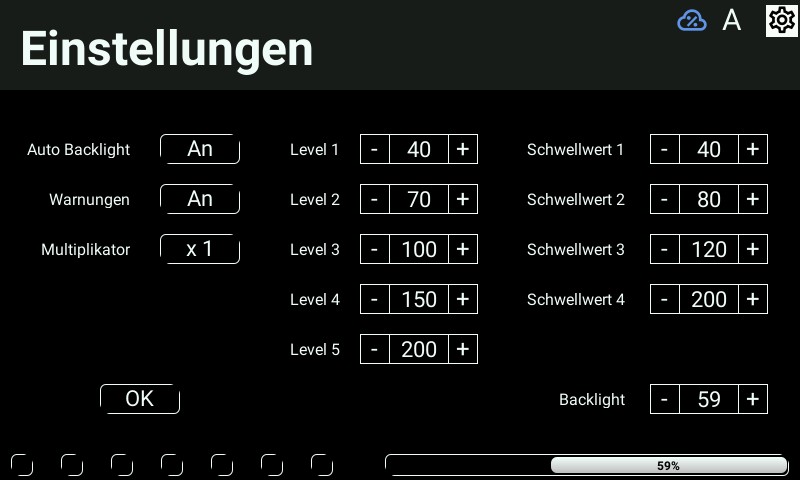 A
Einstellungen
Auto Backlight An Level 1 - 40 + Schwellwert 1 - 40 +
Warnungen An Level 2 - 70 + Schwellwert 2 - 80 +
Multiplikator x 1 Level 3 - 100 + Schwellwert 3 - 120 +
Level 4 - 150 + Schwellwert 4 - 200 +
Level 5 - 200 +
OK Backlight - 59 +
59%